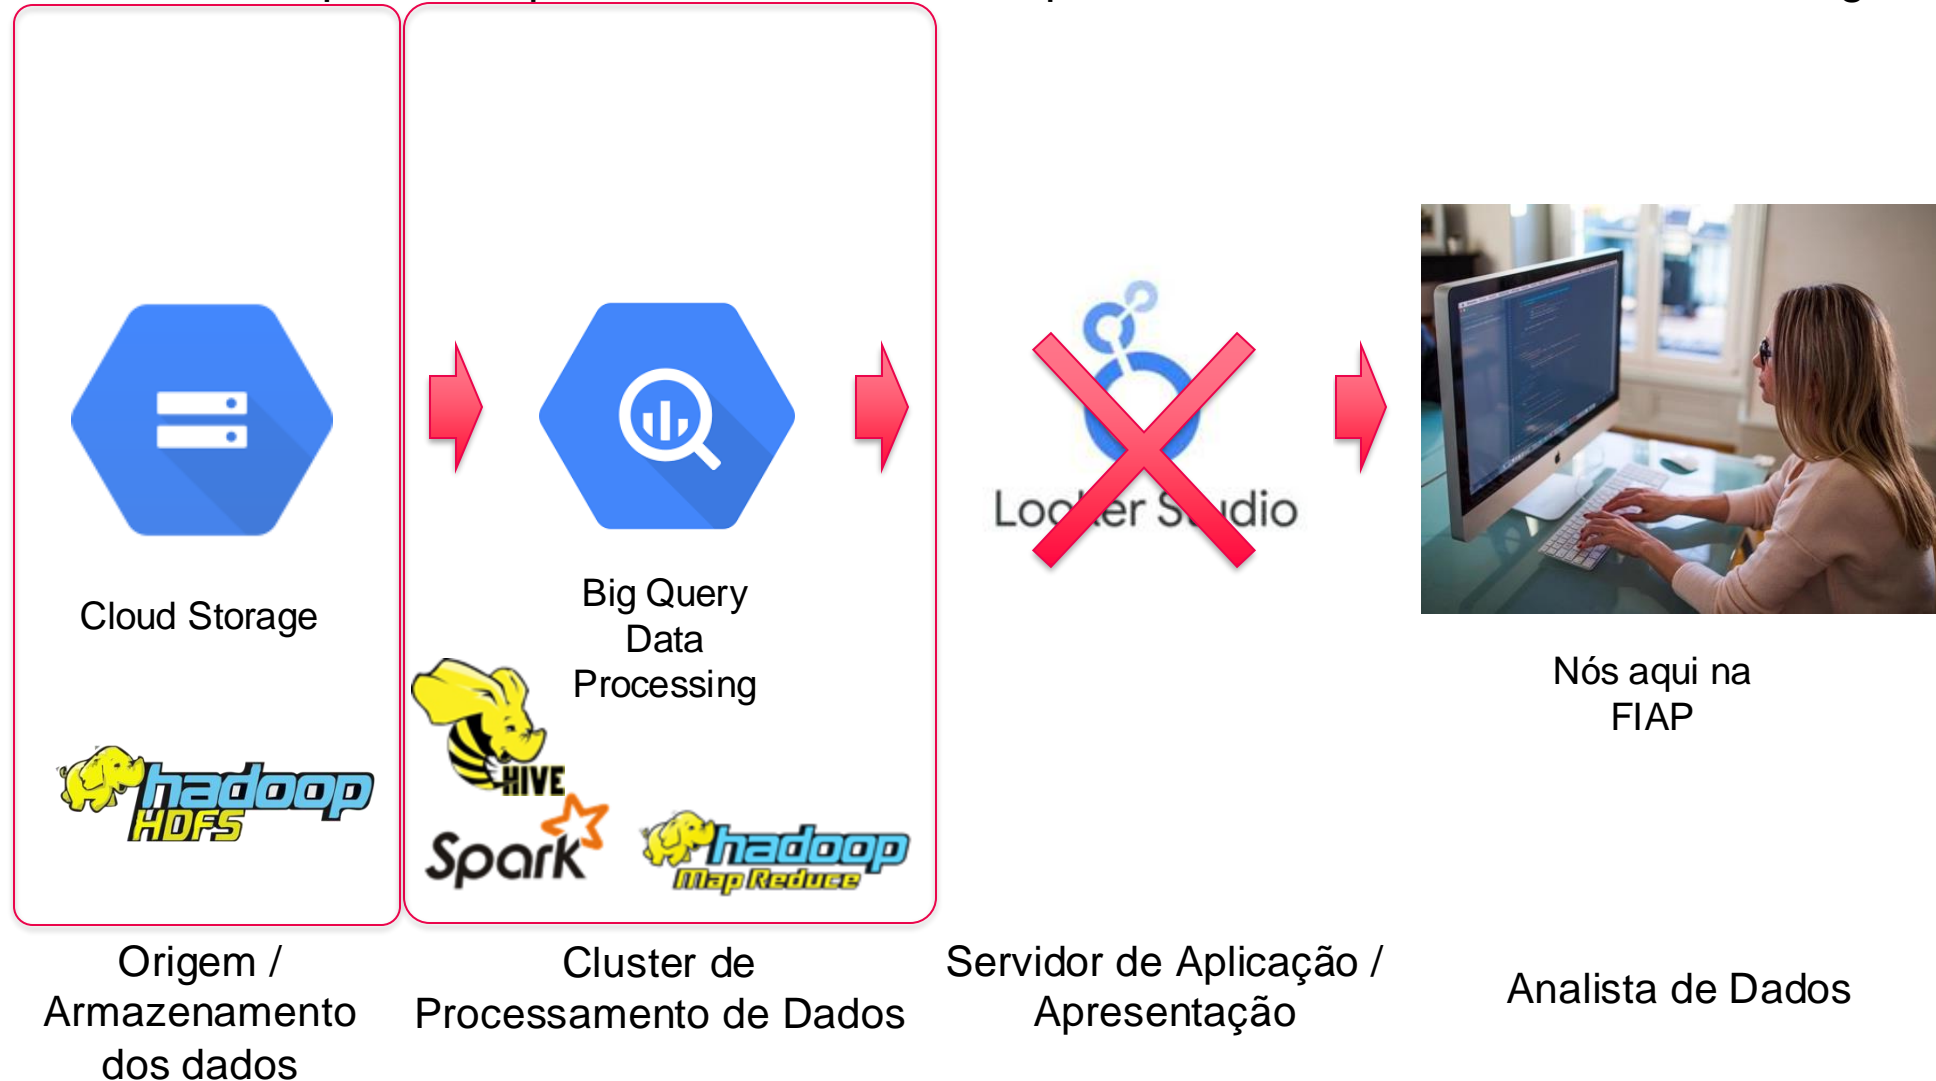 Cloud Storage
hadoop
HDFS
Big Query
Data
Processing
HIVE
Spark
hadoop
Map Reduce
Looker Studio
Nós aqui na
FIAP
Origem /
Armazenamento
dos dados
Cluster de
Processamento de Dados
Servidor de Aplicação /
Apresentação
Analista de Dados